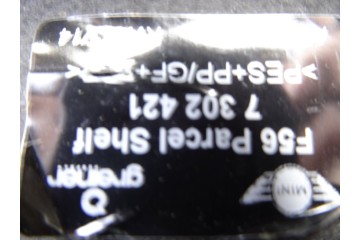 greiner MINI
F56 Parcel Shelf
7 302 421
>PES+PP/GF+